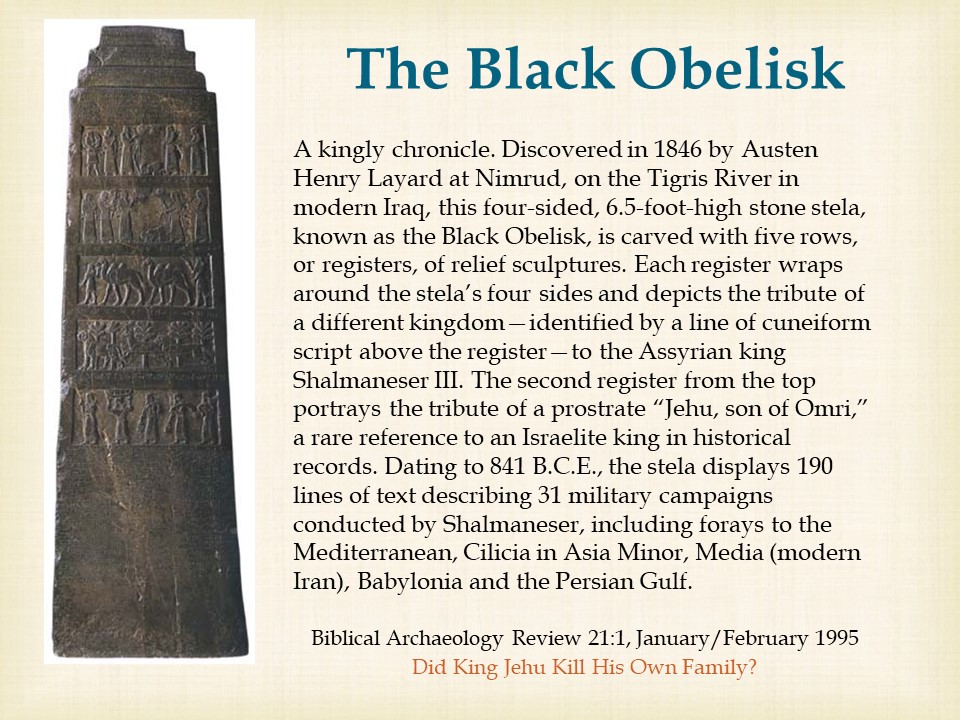 The Black Obelisk
A kingly chronicle. Discovered in 1846 by Austen
Henry Layard at Nimrud, on the Tigris River in
modern Iraq, this four-sided, 6.5-foot-high stone stela,
known as the Black Obelisk, is carved with five rows,
or registers, of relief sculptures. Each register wraps
around the stela’s four sides and depicts the tribute of
a different kingdom—identified by a line of cuneiform
script above the register—to the Assyrian king
Shalmaneser III. The second register from the top
portrays the tribute of a prostrate “Jehu, son of Omri,”
a rare reference to an Israelite king in historical
records. Dating to 841 B.C.E., the stela displays 190
lines of text describing 31 military campaigns
conducted by Shalmaneser, including forays to the
Mediterranean, Cilicia in Asia Minor, Media (modern
Iran), Babylonia and the Persian Gulf.
Biblical Archaeology Review 21:1, January/February 1995
Did King Jehu Kill His Own Family?